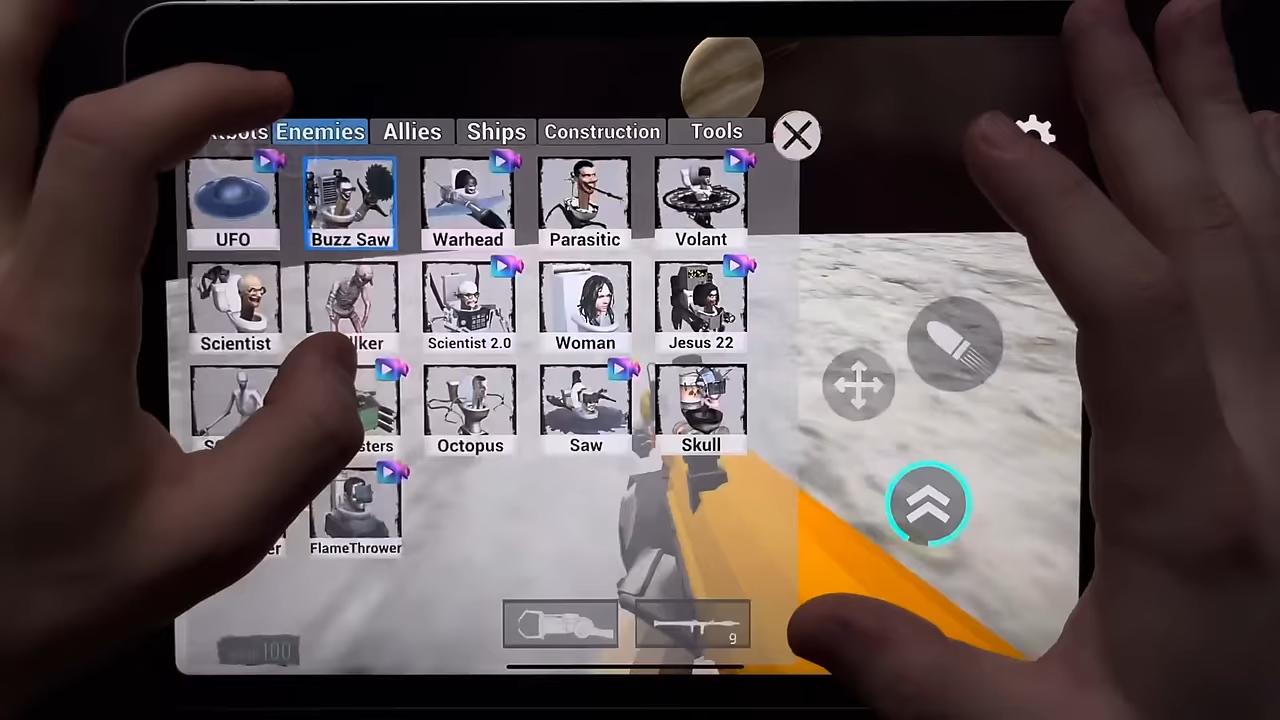 Enemies Allies Ships Construction Tools
UFO Buzz Saw Warhead Parasitic Volant
Scientist Scientist 2.0 Woman Jesus 22
Octopus Saw Skull
FlameThrower
9
100